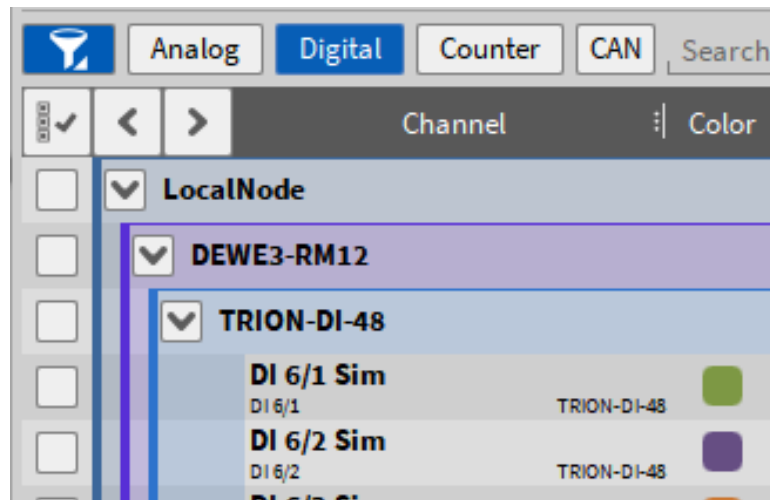 Analog Digital Counter CAN Search
Channel Color
LocalNode
DEWE3-RM12
TRION-DI-48
DI 6/1 Sim
DI 6/1 TRION-DI-48
DI 6/2 Sim
DI 6/2 TRION-DI-48